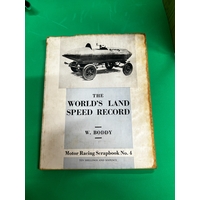 THE
WORLD'S LAND
SPEED RECORD
W. BODDY
Motor Racing Scrapbook No. 4